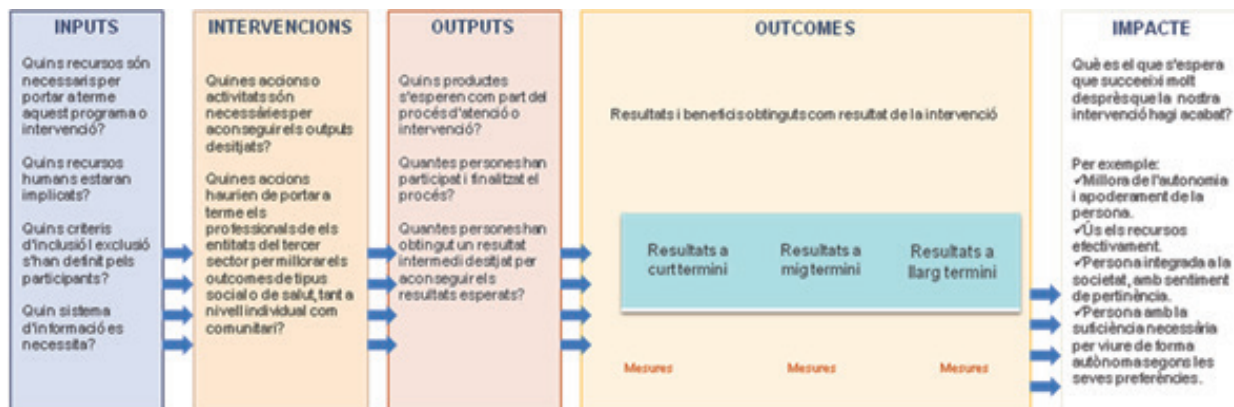 INPUTS
Quins recursos són
necessaris per
portar a terme
aquest programa o
intervenció?
Quins recursos
humans estaran
implicats?
Quins criteris
d'inclusió I exclusió
s'han definit pels
participants?
Quin sistema
d'informació es
necessita?
INTERVENCIONS
Quines accions o
activitats són
necessàries per
aconseguir els outputs
desitjats?
Quines accions
haurien de portar a
terme els
professionals de els
entitats del tercer
sector per millorar els
outcomes de tipus
social o de salut, tant a
nivell individual com
comunitari?
OUTPUTS
Quins productes
s'esperen com part del
procés d'atenció o
intervenció?
Quantes persones han
participat i finalitzat el
procés?
Quantes persones han
obtingut un resultat
intermedi desitjat per
aconseguir els
resultats esperats?
OUTCOMES
Resultats i beneficis obtinguts com resultat de la intervenció
Resultats a
curt termini
Resultats a
mig termini
Resultats a
llarg termini
Mesures
Mesures
Mesures
IMPACTE
Què es el que s'espera
que succeeixi molt
desprès que la nostra
intervenció hagi acabat?
Per exemple:
✓Millora de l'autonomia
i apoderament de la
persona.
✓Ús els recursos
efectivament.
✓Persona integrada a la
societat, amb sentiment
de pertinència.
✓Persona amb la
suficiència necessària
per viure de forma
autònoma segons les
seves preferències.